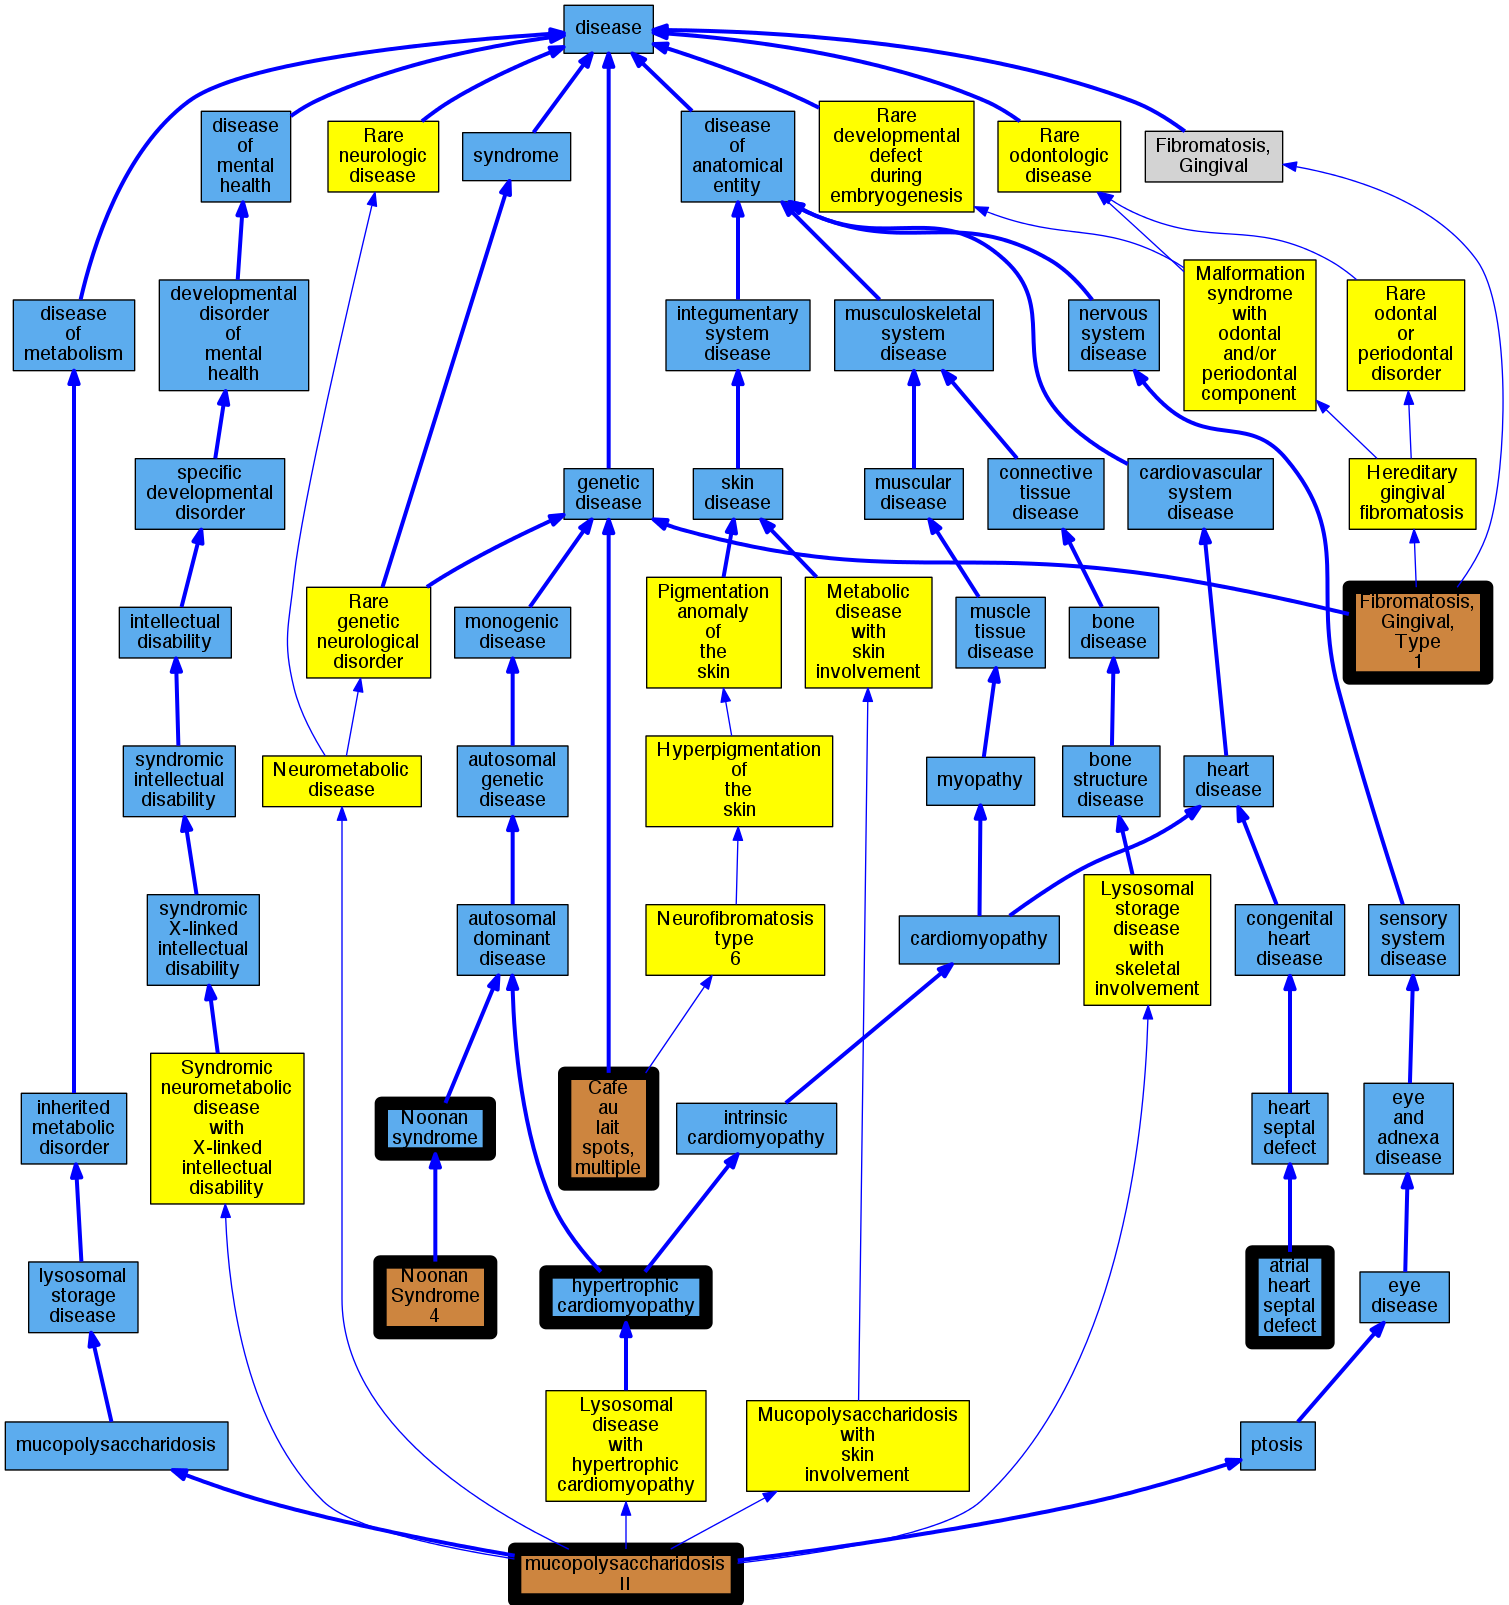 disease
disease
of
mental
health
Rare
neurologic
disease
syndrome
disease
of
anatomical
entity
Rare
developmental
defect
during
embryogenesis
Rare
odontologic
disease
Fibromatosis,
Gingival
disease
of
metabolism
developmental
disorder
of
mental
health
integumentary
system
disease
musculoskeletal
system
disease
nervous
system
disease
Malformation
syndrome
with
odontal
and/or
periodontal
component
Rare
odontal
or
periodontal
disorder
specific
developmental
disorder
genetic
disease
skin
disease
muscular
disease
connective
tissue
disease
cardiovascular
system
disease
Hereditary
gingival
fibromatosis
intellectual
disability
Rare
genetic
neurological
disorder
monogenic
disease
Pigmentation
anomaly
of
the
skin
Metabolic
disease
with
skin
involvement
muscle
tissue
disease
bone
disease
Fibromatosis,
Gingival,
Type
1
syndromic
intellectual
disability
Neurometabolic
disease
autosomal
genetic
disease
Hyperpigmentation
of
the
skin
myopathy
bone
structure
disease
heart
disease
syndromic
X-linked
intellectual
disability
autosomal
dominant
disease
Neurofibromatosis
type
6
cardiomyopathy
Lysosomal
storage
disease
with
skeletal
involvement
congenital
heart
disease
sensory
system
disease
inherited
metabolic
disorder
Syndromic
neurometabolic
disease
with
X-linked
intellectual
disability
Noonan
syndrome
Cafe
au
lait
spots,
multiple
intrinsic
cardiomyopathy
heart
septal
defect
eye
and
adnexa
disease
lysosomal
storage
disease
Noonan
Syndrome
4
hypertrophic
cardiomyopathy
atrial
heart
septal
defect
eye
disease
mucopolysaccharidosis
Lysosomal
disease
with
hypertrophic
cardiomyopathy
Mucopolysaccharidosis
with
skin
involvement
ptosis
mucopolysaccharidosis
II